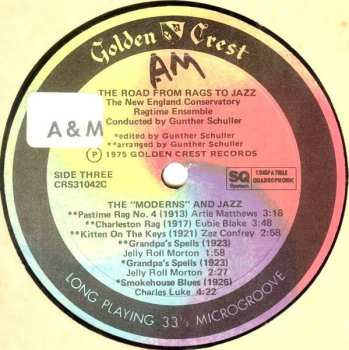 Golden Crest
AM
THE ROAD FROM RAGS TO JAZZ
The New England Conservatory
Ragtime Ensemble
Conducted by Gunther Schuller
A & M
*edited by Gunther Schuller
**arranged by Gunther Schuller
Ⓟ 1975 GOLDEN CREST RECORDS
SIDE THREE
CRS31042C
SQ
System
COMPATIBLE
QUADRAPHONIC
THE "MODERNS" AND JAZZ
**Pastime Rag No. 4 (1913) Artie Matthews 3:18
**Charleston Rag (1917) Eubie Blake 3:48
**Kitten On The Keys (1921) Zez Confrey 2:58
**Grandpa's Spells (1923)
Jelly Roll Morton 1:58
*Grandpa's Spells (1923)
Jelly Roll Morton 2:27
*Smokehouse Blues (1926)
Charles Luke 4:22
LONG PLAYING 33⅓ MICROGROOVE